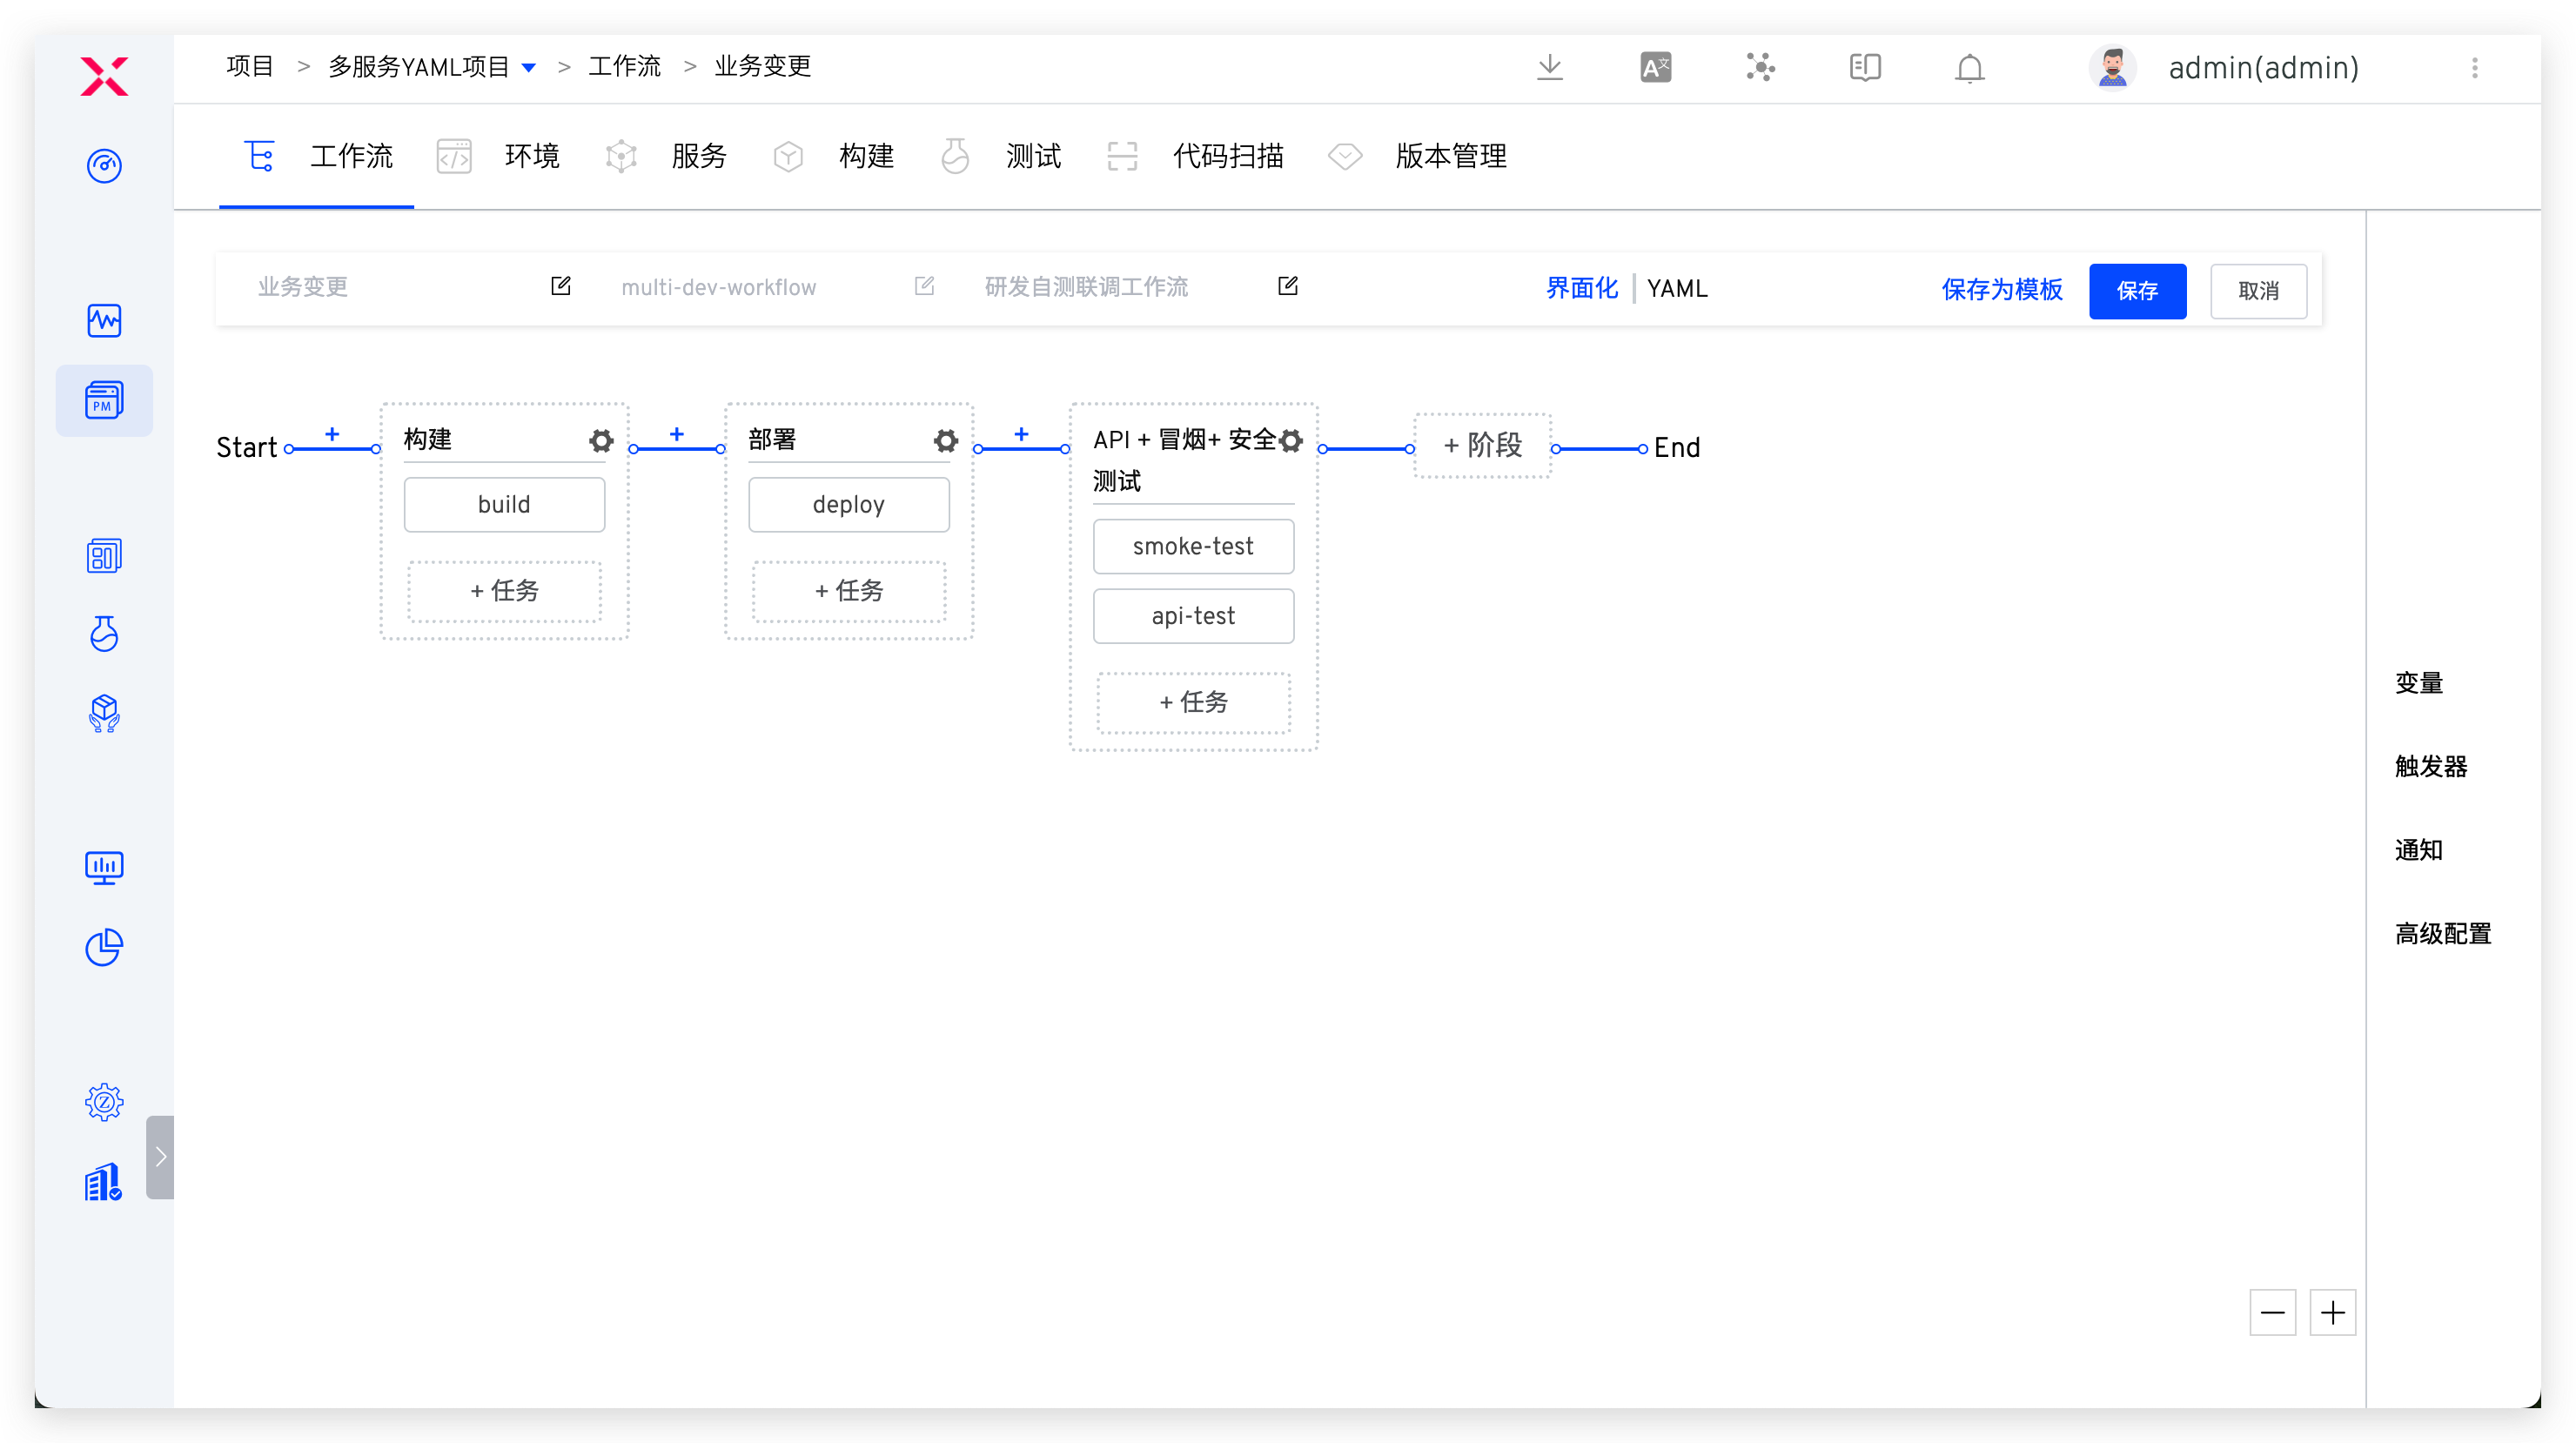 项目 > 多服务YAML项目 > 工作流 > 业务变更
admin(admin)
工作流 环境 服务 构建 测试 代码扫描 版本管理
业务变更 multi-dev-workflow 研发自测联调工作流 界面化 | YAML 保存为模板 保存 取消
Start
+
构建
build
+ 任务
+
部署
deploy
+ 任务
+
API + 冒烟+ 安全
测试
smoke-test
api-test
+ 任务
+ 阶段
End
变量
触发器
通知
高级配置
PM